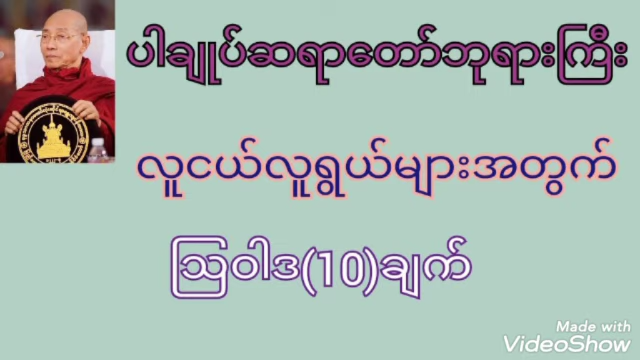 ပါချုပ်ဆရာတော်ဘုရားကြီး
လူငယ်လူရွယ်များအတွက်
ဩဝါဒ(10)ချက်
Made with
VideoShow